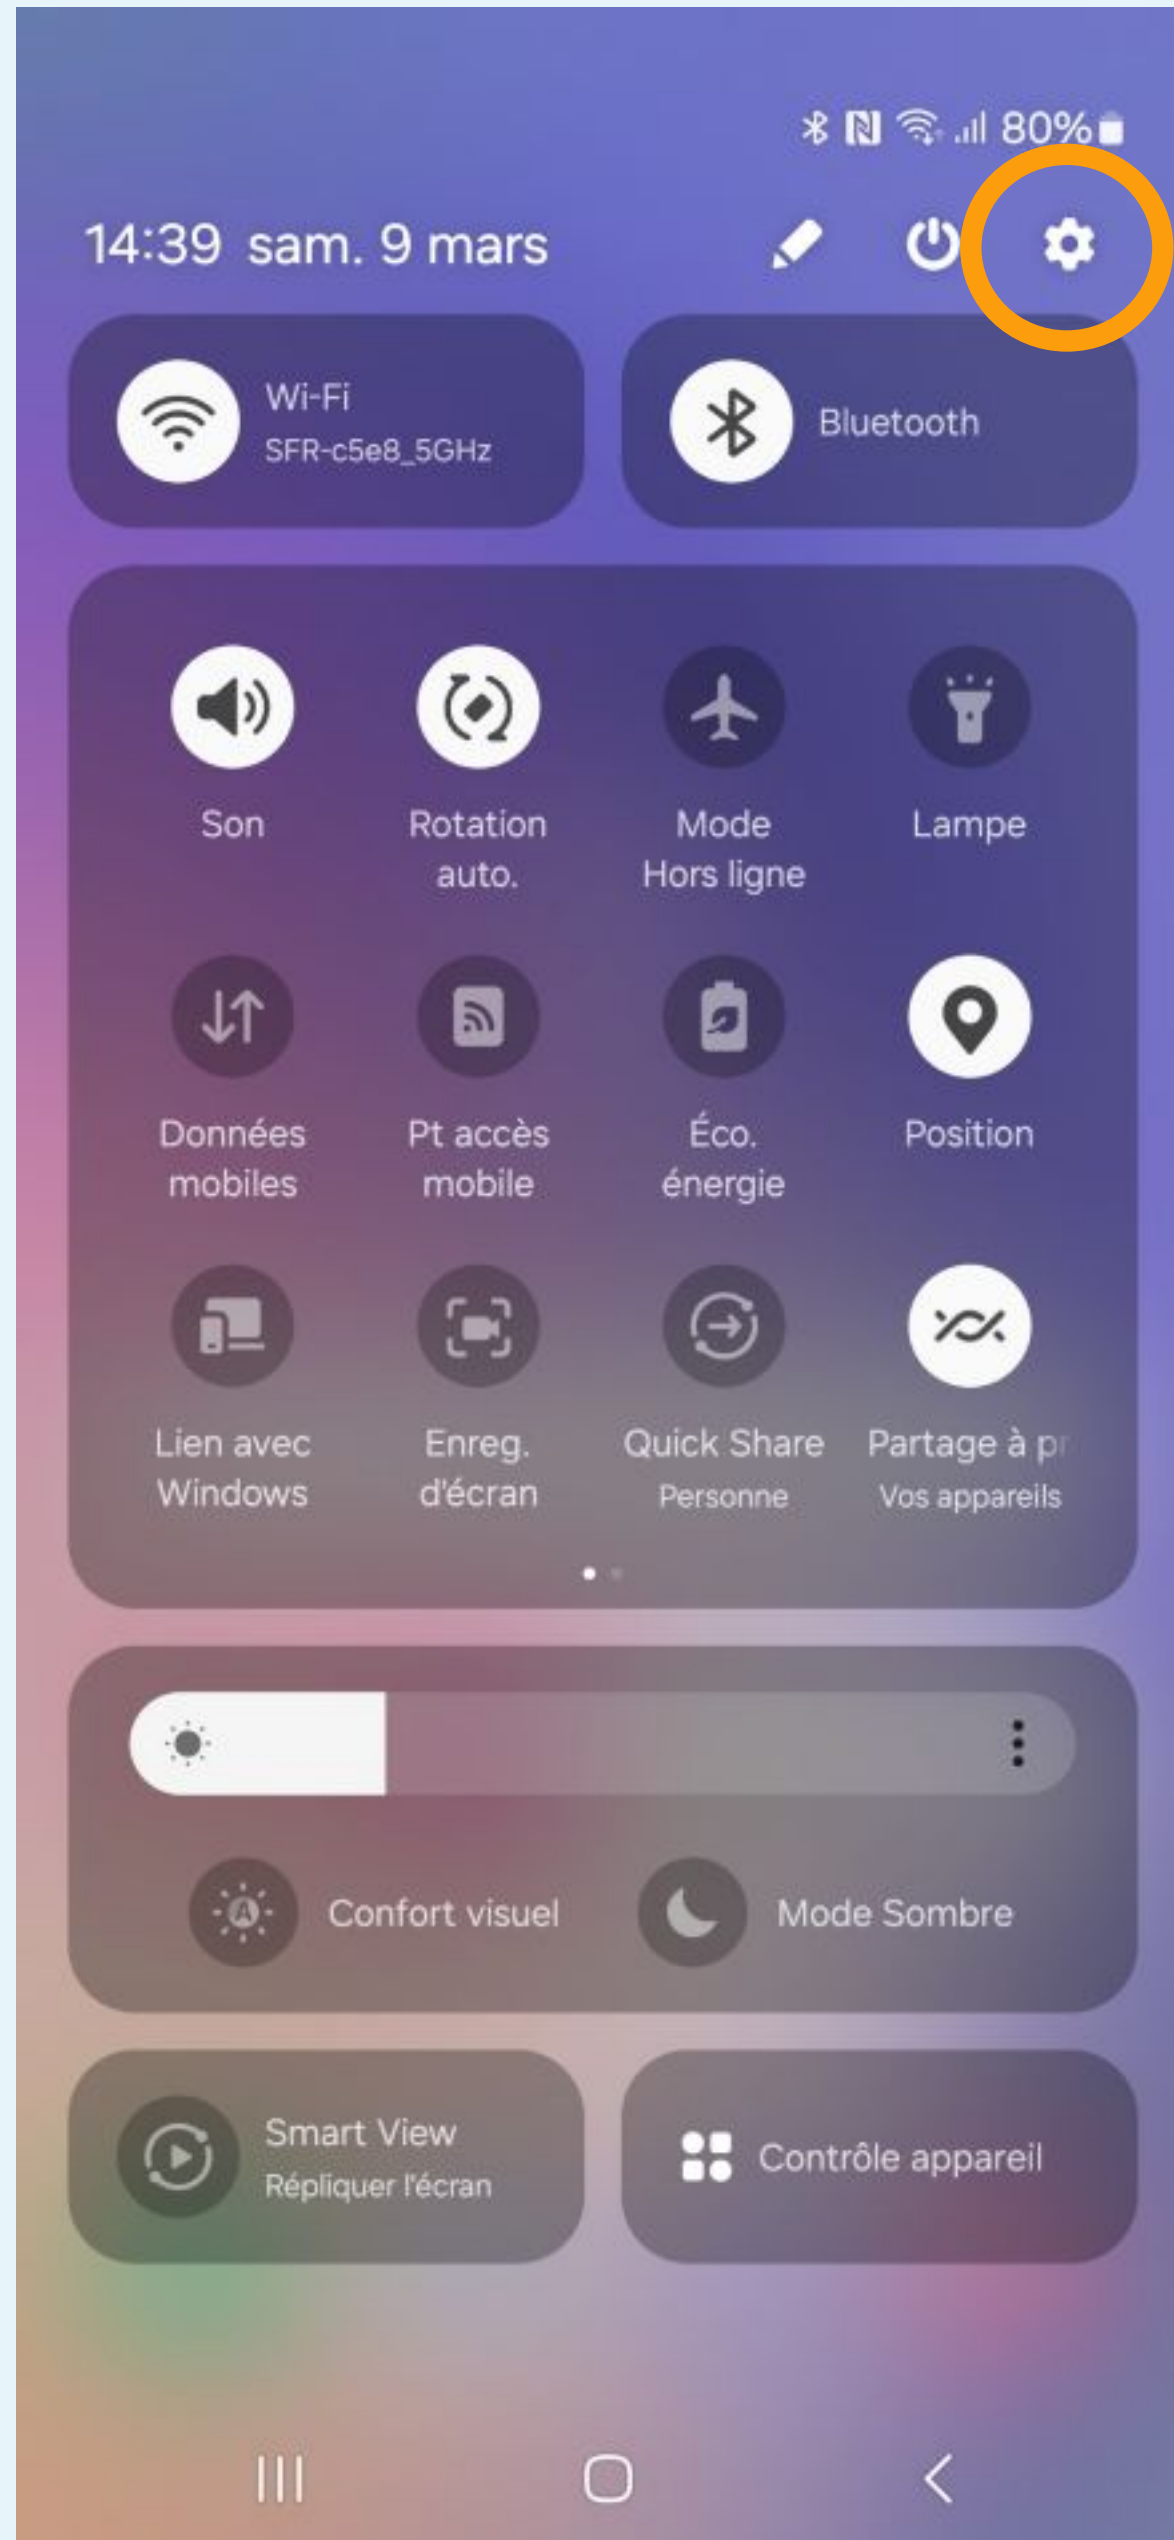 80%
14:39 sam. 9 mars
Wi-Fi
SFR-c5e8_5GHz
Bluetooth
Son
Rotation
auto.
Mode
Hors ligne
Lampe
Données
mobiles
Pt accès
mobile
Éco.
énergie
Position
Lien avec
Windows
Enreg.
d'écran
Quick Share
Personne
Partage à pr
Vos appareils
Confort visuel
Mode Sombre
Smart View
Répliquer l'écran
Contrôle appareil